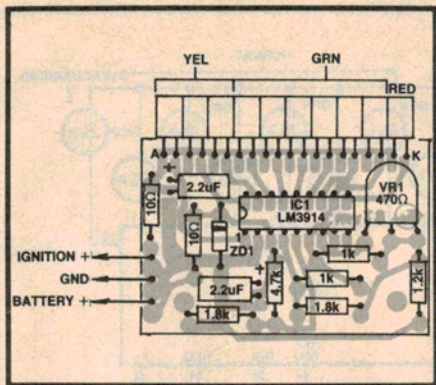 YEL GRN
RED
A K
+
2.2uF
IC1
LM3914
VR1
470Ω
10Ω
10Ω
ZD1
IGNITION +
GND
BATTERY +
+
2.2uF
4.7k
1k
1k
1.2k
1.8k
1.8k